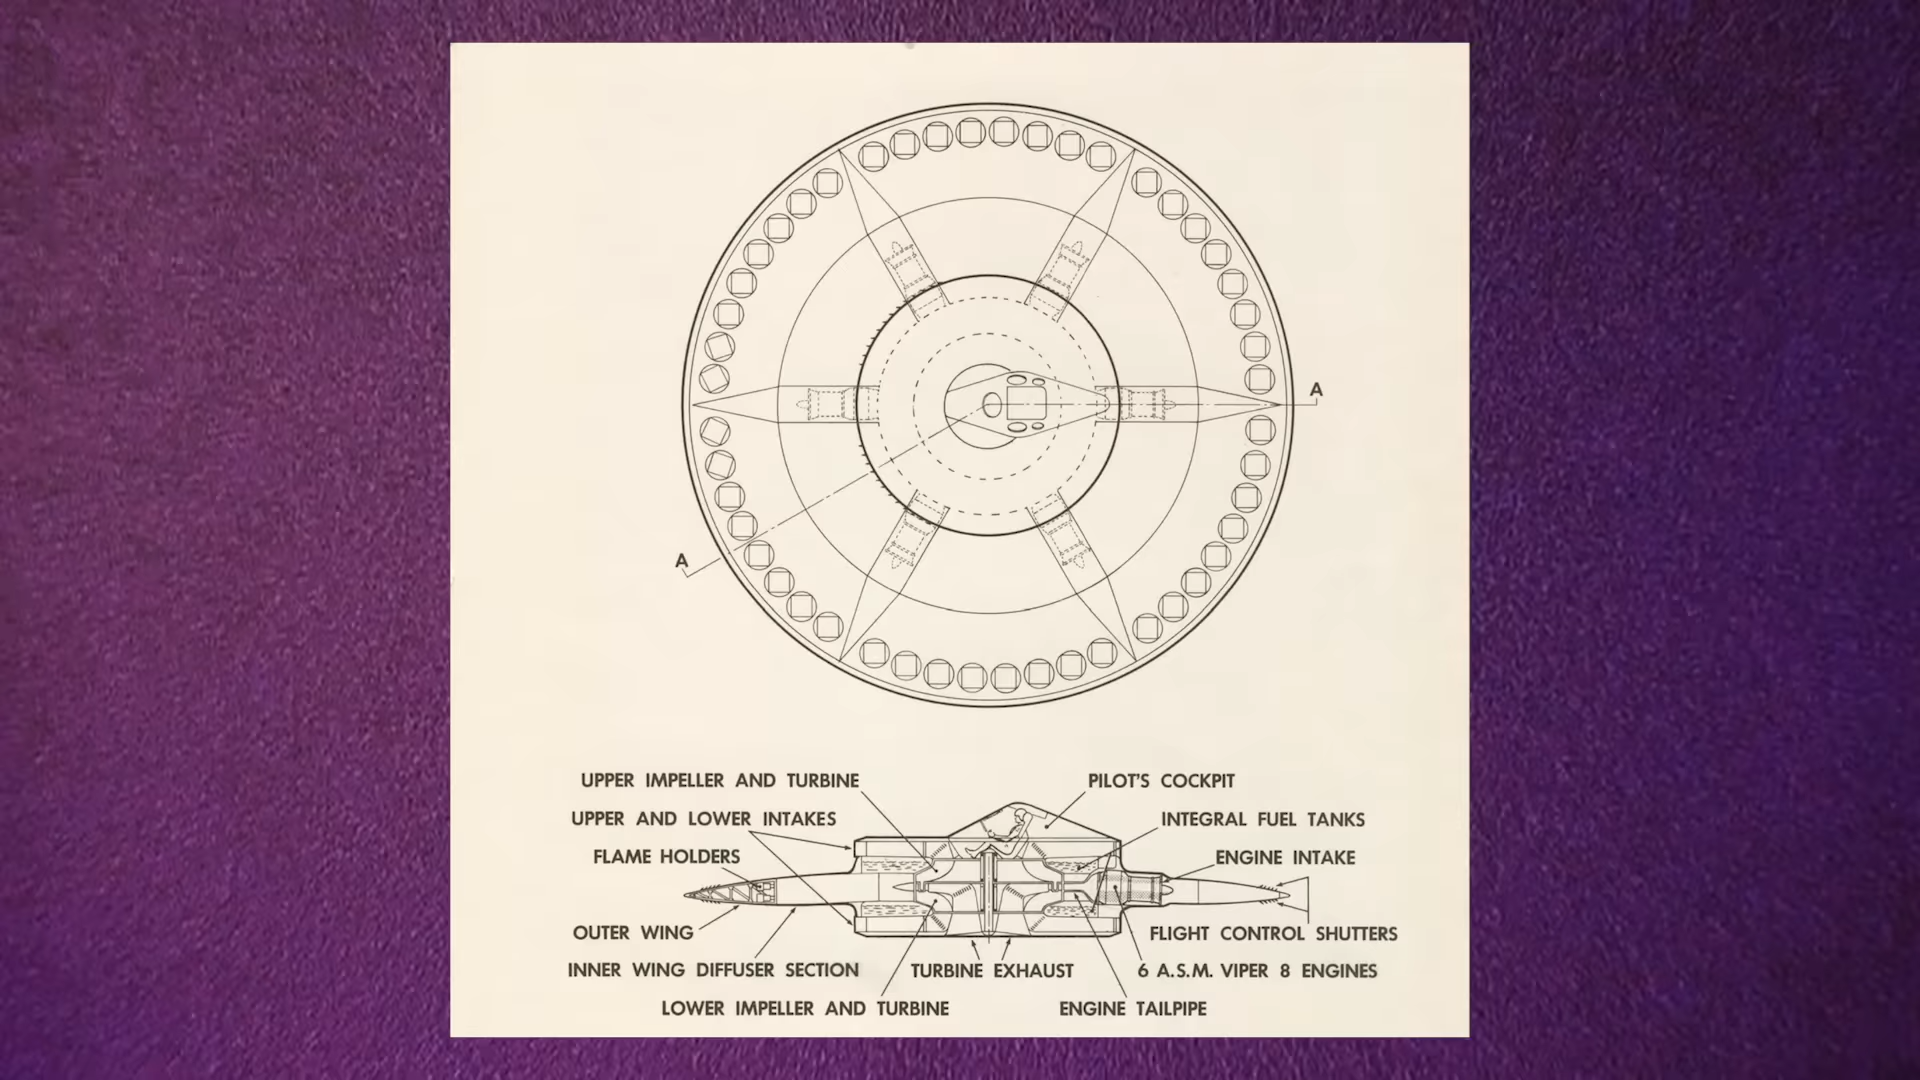 A
A
UPPER IMPELLER AND TURBINE
PILOT'S COCKPIT
UPPER AND LOWER INTAKES
INTEGRAL FUEL TANKS
FLAME HOLDERS
ENGINE INTAKE
OUTER WING
FLIGHT CONTROL SHUTTERS
INNER WING DIFFUSER SECTION
TURBINE EXHAUST
6 A.S.M. VIPER 8 ENGINES
LOWER IMPELLER AND TURBINE
ENGINE TAILPIPE